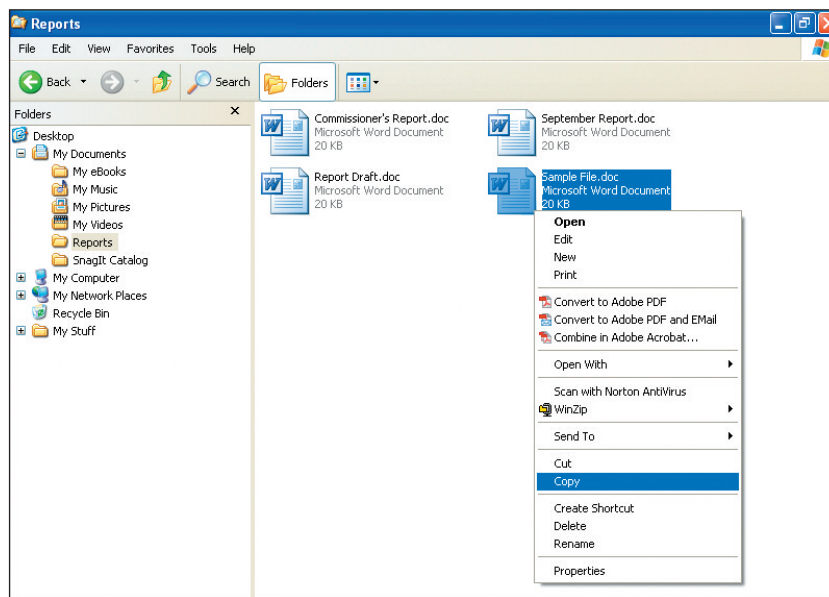 Reports
File Edit View Favorites Tools Help
Back Search Folders
Folders
Desktop
My Documents
My eBooks
My Music
My Pictures
My Videos
Reports
SnagIt Catalog
My Computer
My Network Places
Recycle Bin
My Stuff
Commissioner's Report.doc
Microsoft Word Document
20 KB
September Report.doc
Microsoft Word Document
20 KB
Report Draft.doc
Microsoft Word Document
20 KB
Sample File.doc
Microsoft Word Document
20 KB
Open
Edit
New
Print
Convert to Adobe PDF
Convert to Adobe PDF and EMail
Combine in Adobe Acrobat...
Open With
Scan with Norton AntiVirus
WinZip
Send To
Cut
Copy
Create Shortcut
Delete
Rename
Properties